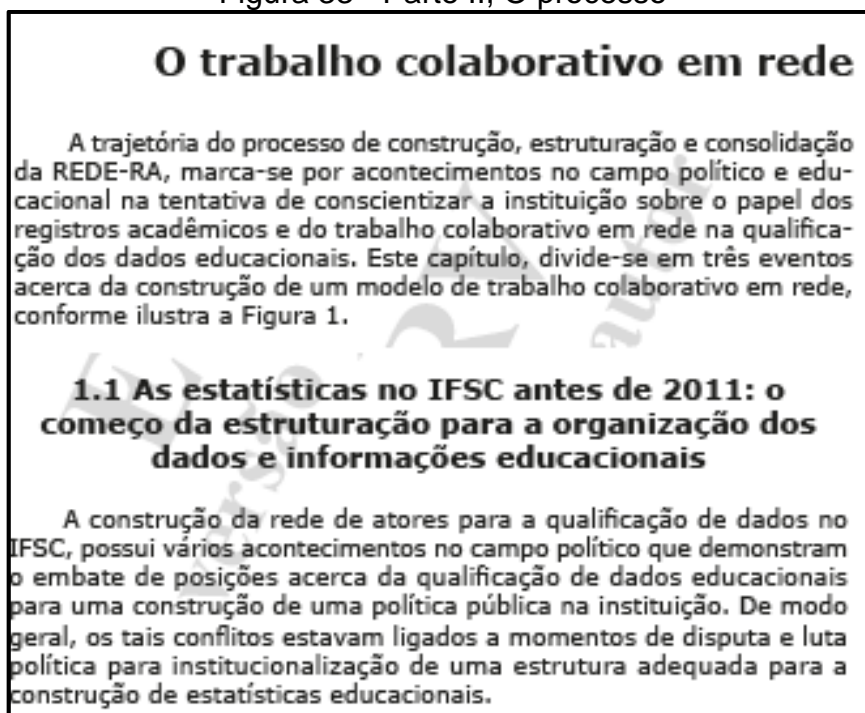 O trabalho colaborativo em rede
A trajetória do processo de construção, estruturação e consolidação
da REDE-RA, marca-se por acontecimentos no campo político e edu-
cacional na tentativa de conscientizar a instituição sobre o papel dos
registros acadêmicos e do trabalho colaborativo em rede na qualifica-
ção dos dados educacionais. Este capítulo, divide-se em três eventos
acerca da construção de um modelo de trabalho colaborativo em rede,
conforme ilustra a Figura 1.
1.1 As estatísticas no IFSC antes de 2011: o
começo da estruturação para a organização dos
dados e informações educacionais
A construção da rede de atores para a qualificação de dados no
IFSC, possui vários acontecimentos no campo político que demonstram
o embate de posições acerca da qualificação de dados educacionais
para uma construção de uma política pública na instituição. De modo
geral, os tais conflitos estavam ligados a momentos de disputa e luta
política para institucionalização de uma estrutura adequada para a
construção de estatísticas educacionais.
versão autor